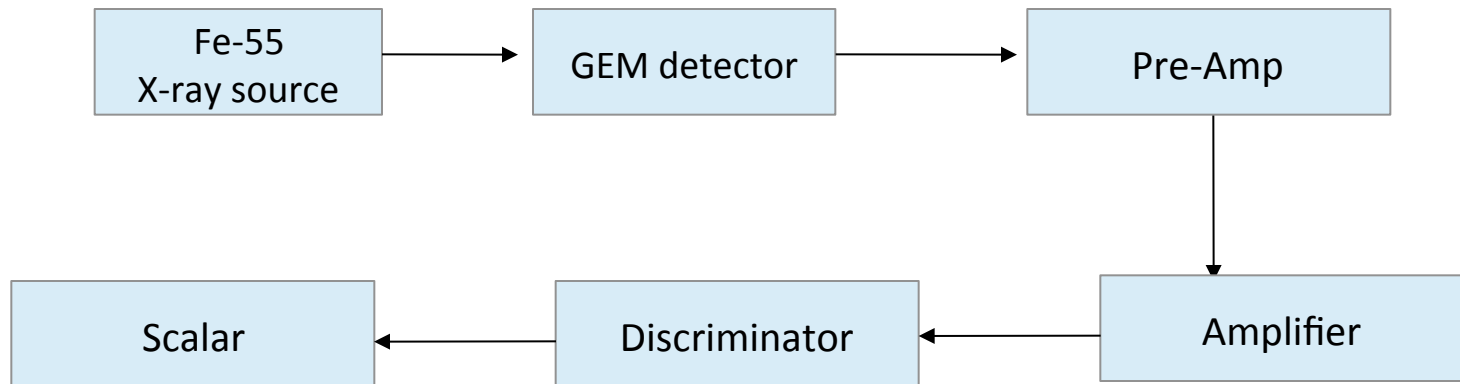 Fe-55
X-ray source
GEM detector
Pre-Amp
Scalar
Discriminator
Amplifier